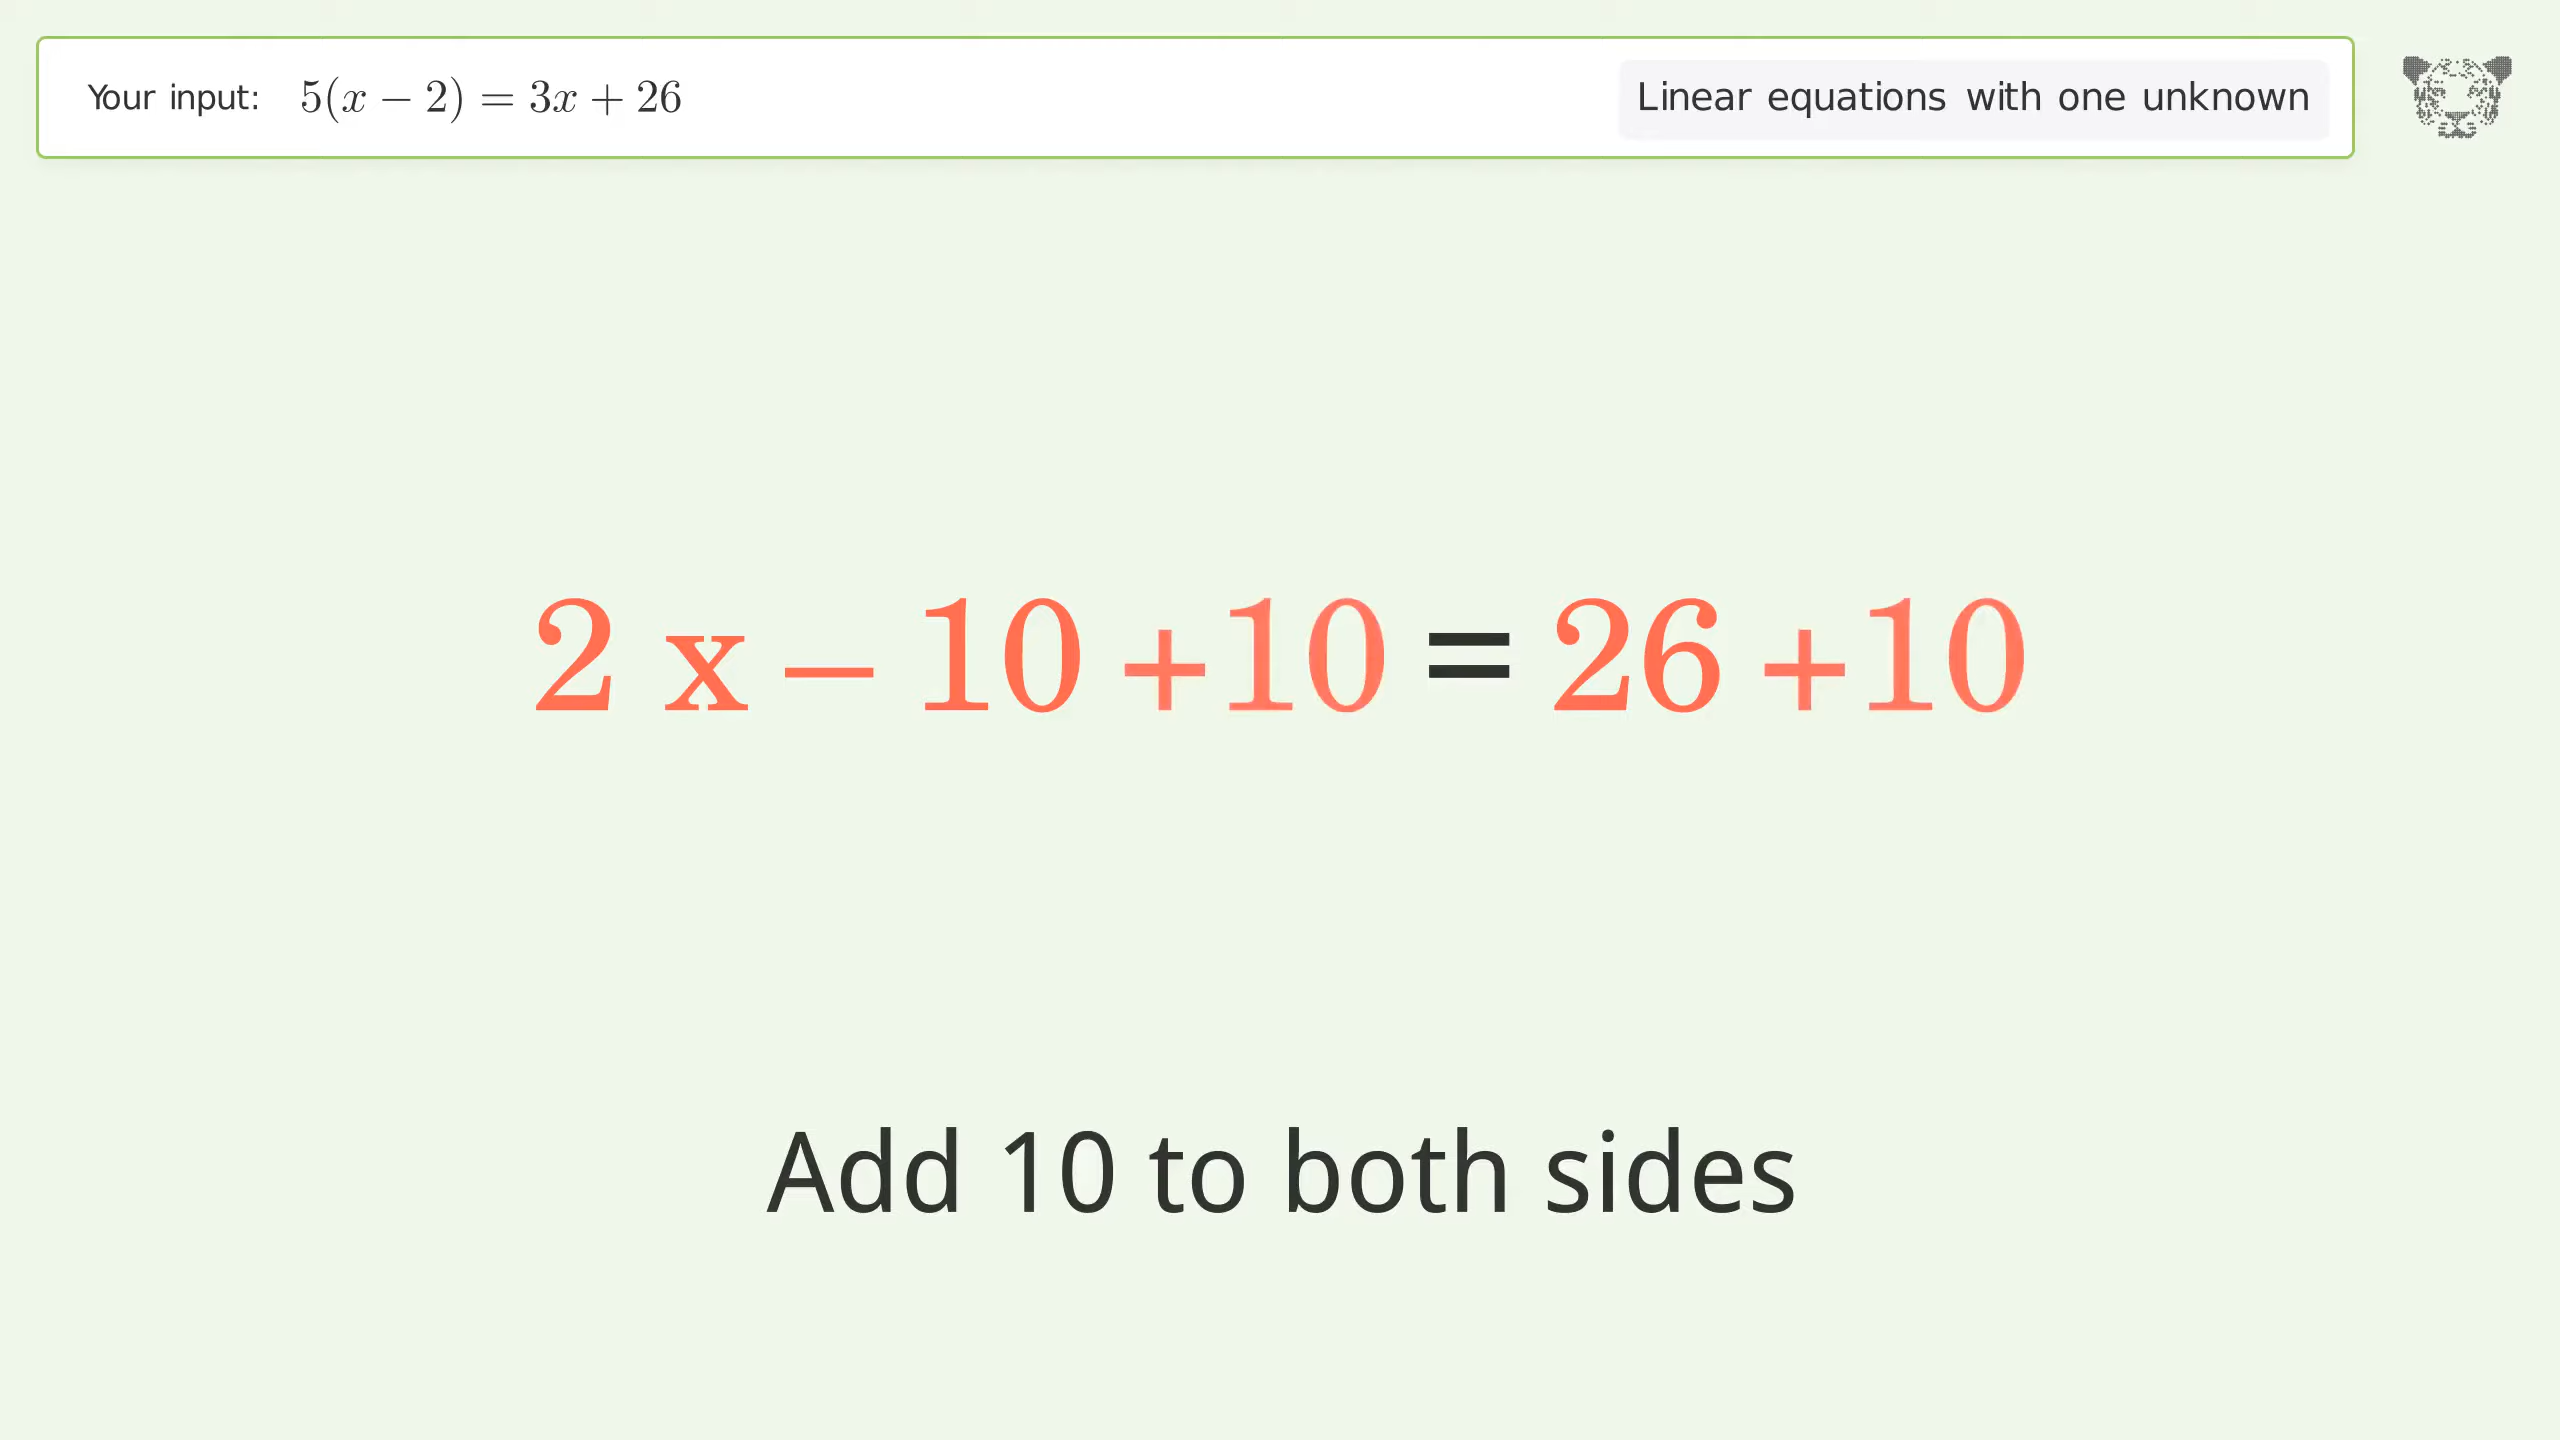 Your input: 5(x − 2) = 3x + 26 Linear equations with one unknown
2 x – 10 +10 = 26 +10
Add 10 to both sides